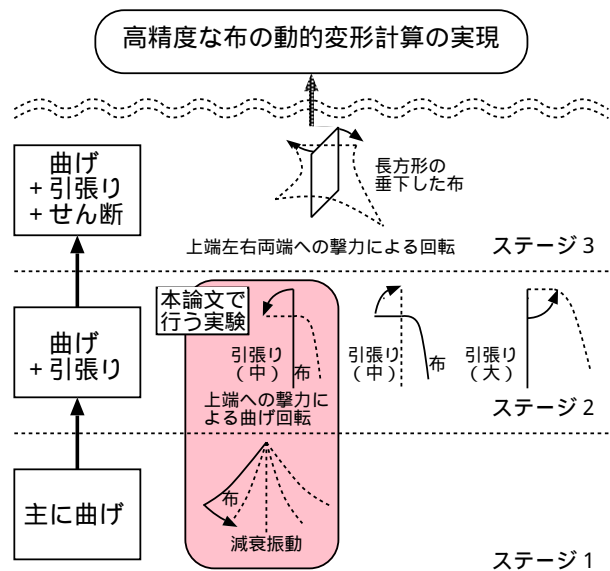 高精度な布の動的変形計算の実現
曲げ
+ 引張り
+ せん断
長方形の
垂下した布
上端左右両端への撃力による回転
ステージ 3
本論文で
行う実験
曲げ
+ 引張り
引張り
(中)
布
引張り
(中)
布
引張り
(大)
上端への撃力に
よる曲げ回転
ステージ 2
主に曲げ
布
減衰振動
ステージ 1